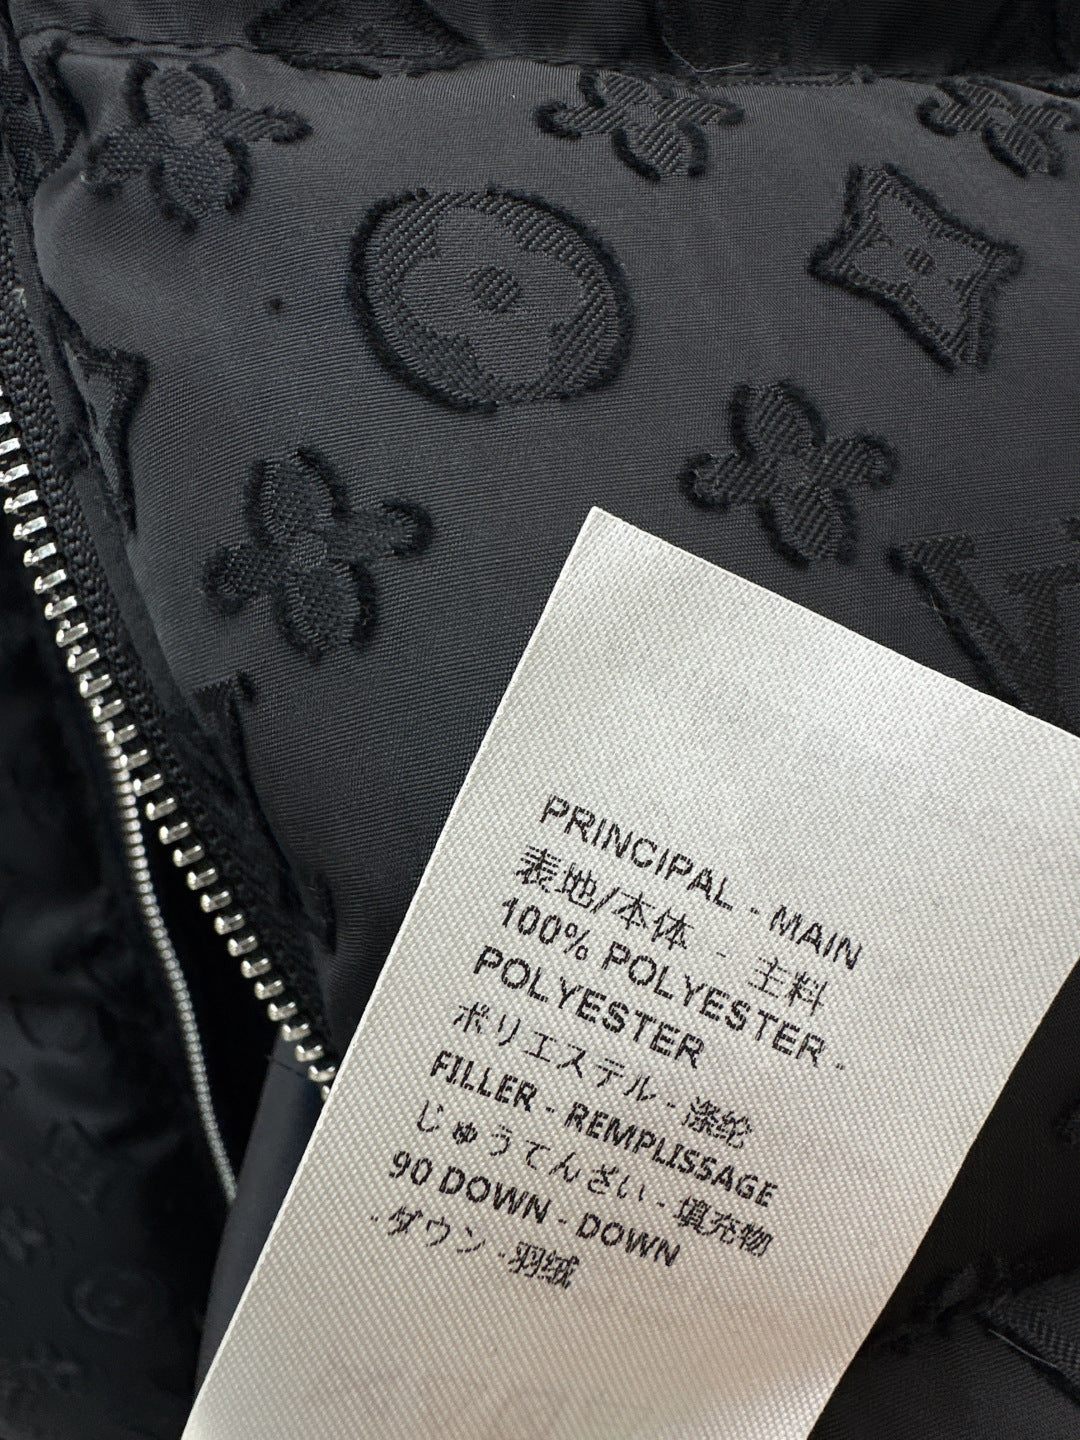 PRINCIPAL - MAIN
表地/本体 - 主料
100% POLYESTER -
POLYESTER
ポリエステル - 涤纶
FILLER - REMPLISSAGE
じゅうてんざい - 填充物
90 DOWN - DOWN
- ダウン - 羽绒